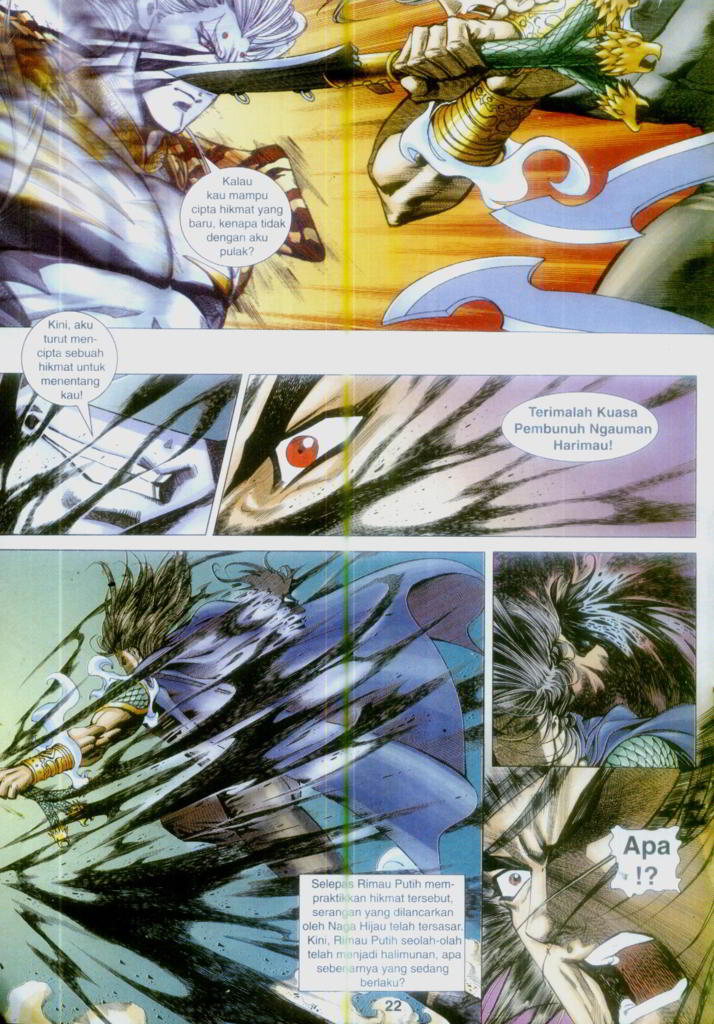 Kalau
kau mampu
cipta hikmat yang
baru, kenapa tidak
dengan aku
pulak?
Kini, aku
turut men-
cipta sebuah
hikmat untuk
menentang
kau!
Terimalah Kuasa
Pembunuh Ngauman
Harimau!
Selepas Rimau Putih mem-
praktikkan hikmat tersebut,
serangan yang dilancarkan
oleh Naga Hijau telah tersasar.
Kini, Rimau Putih seolah-olah
telah menjadi halimunan, apa
sebenarnya yang sedang
berlaku?
Apa
!?
22